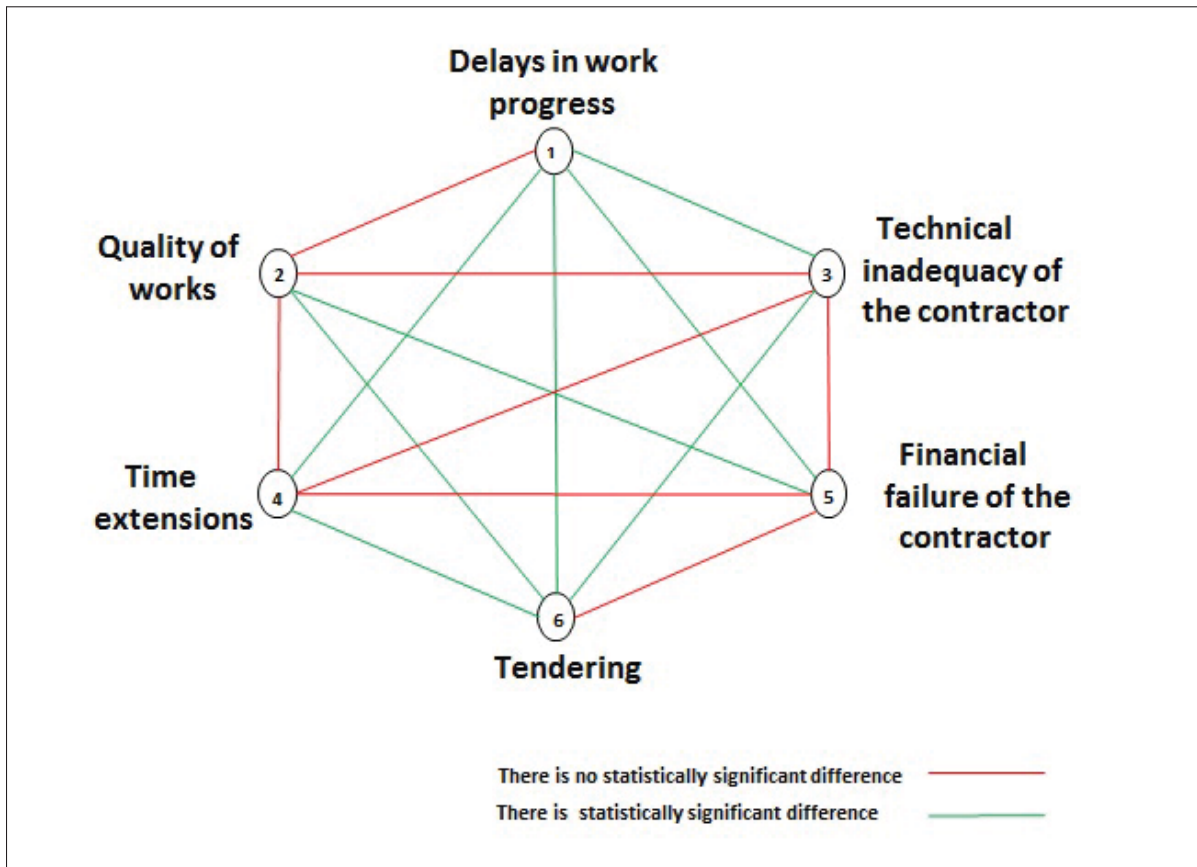 Delays in work
progress
1
Quality of
works
2
3
Technical
inadequacy of
the contractor
Time
extensions
4
5
Financial
failure of the
contractor
6
Tendering
There is no statistically significant difference
There is statistically significant difference